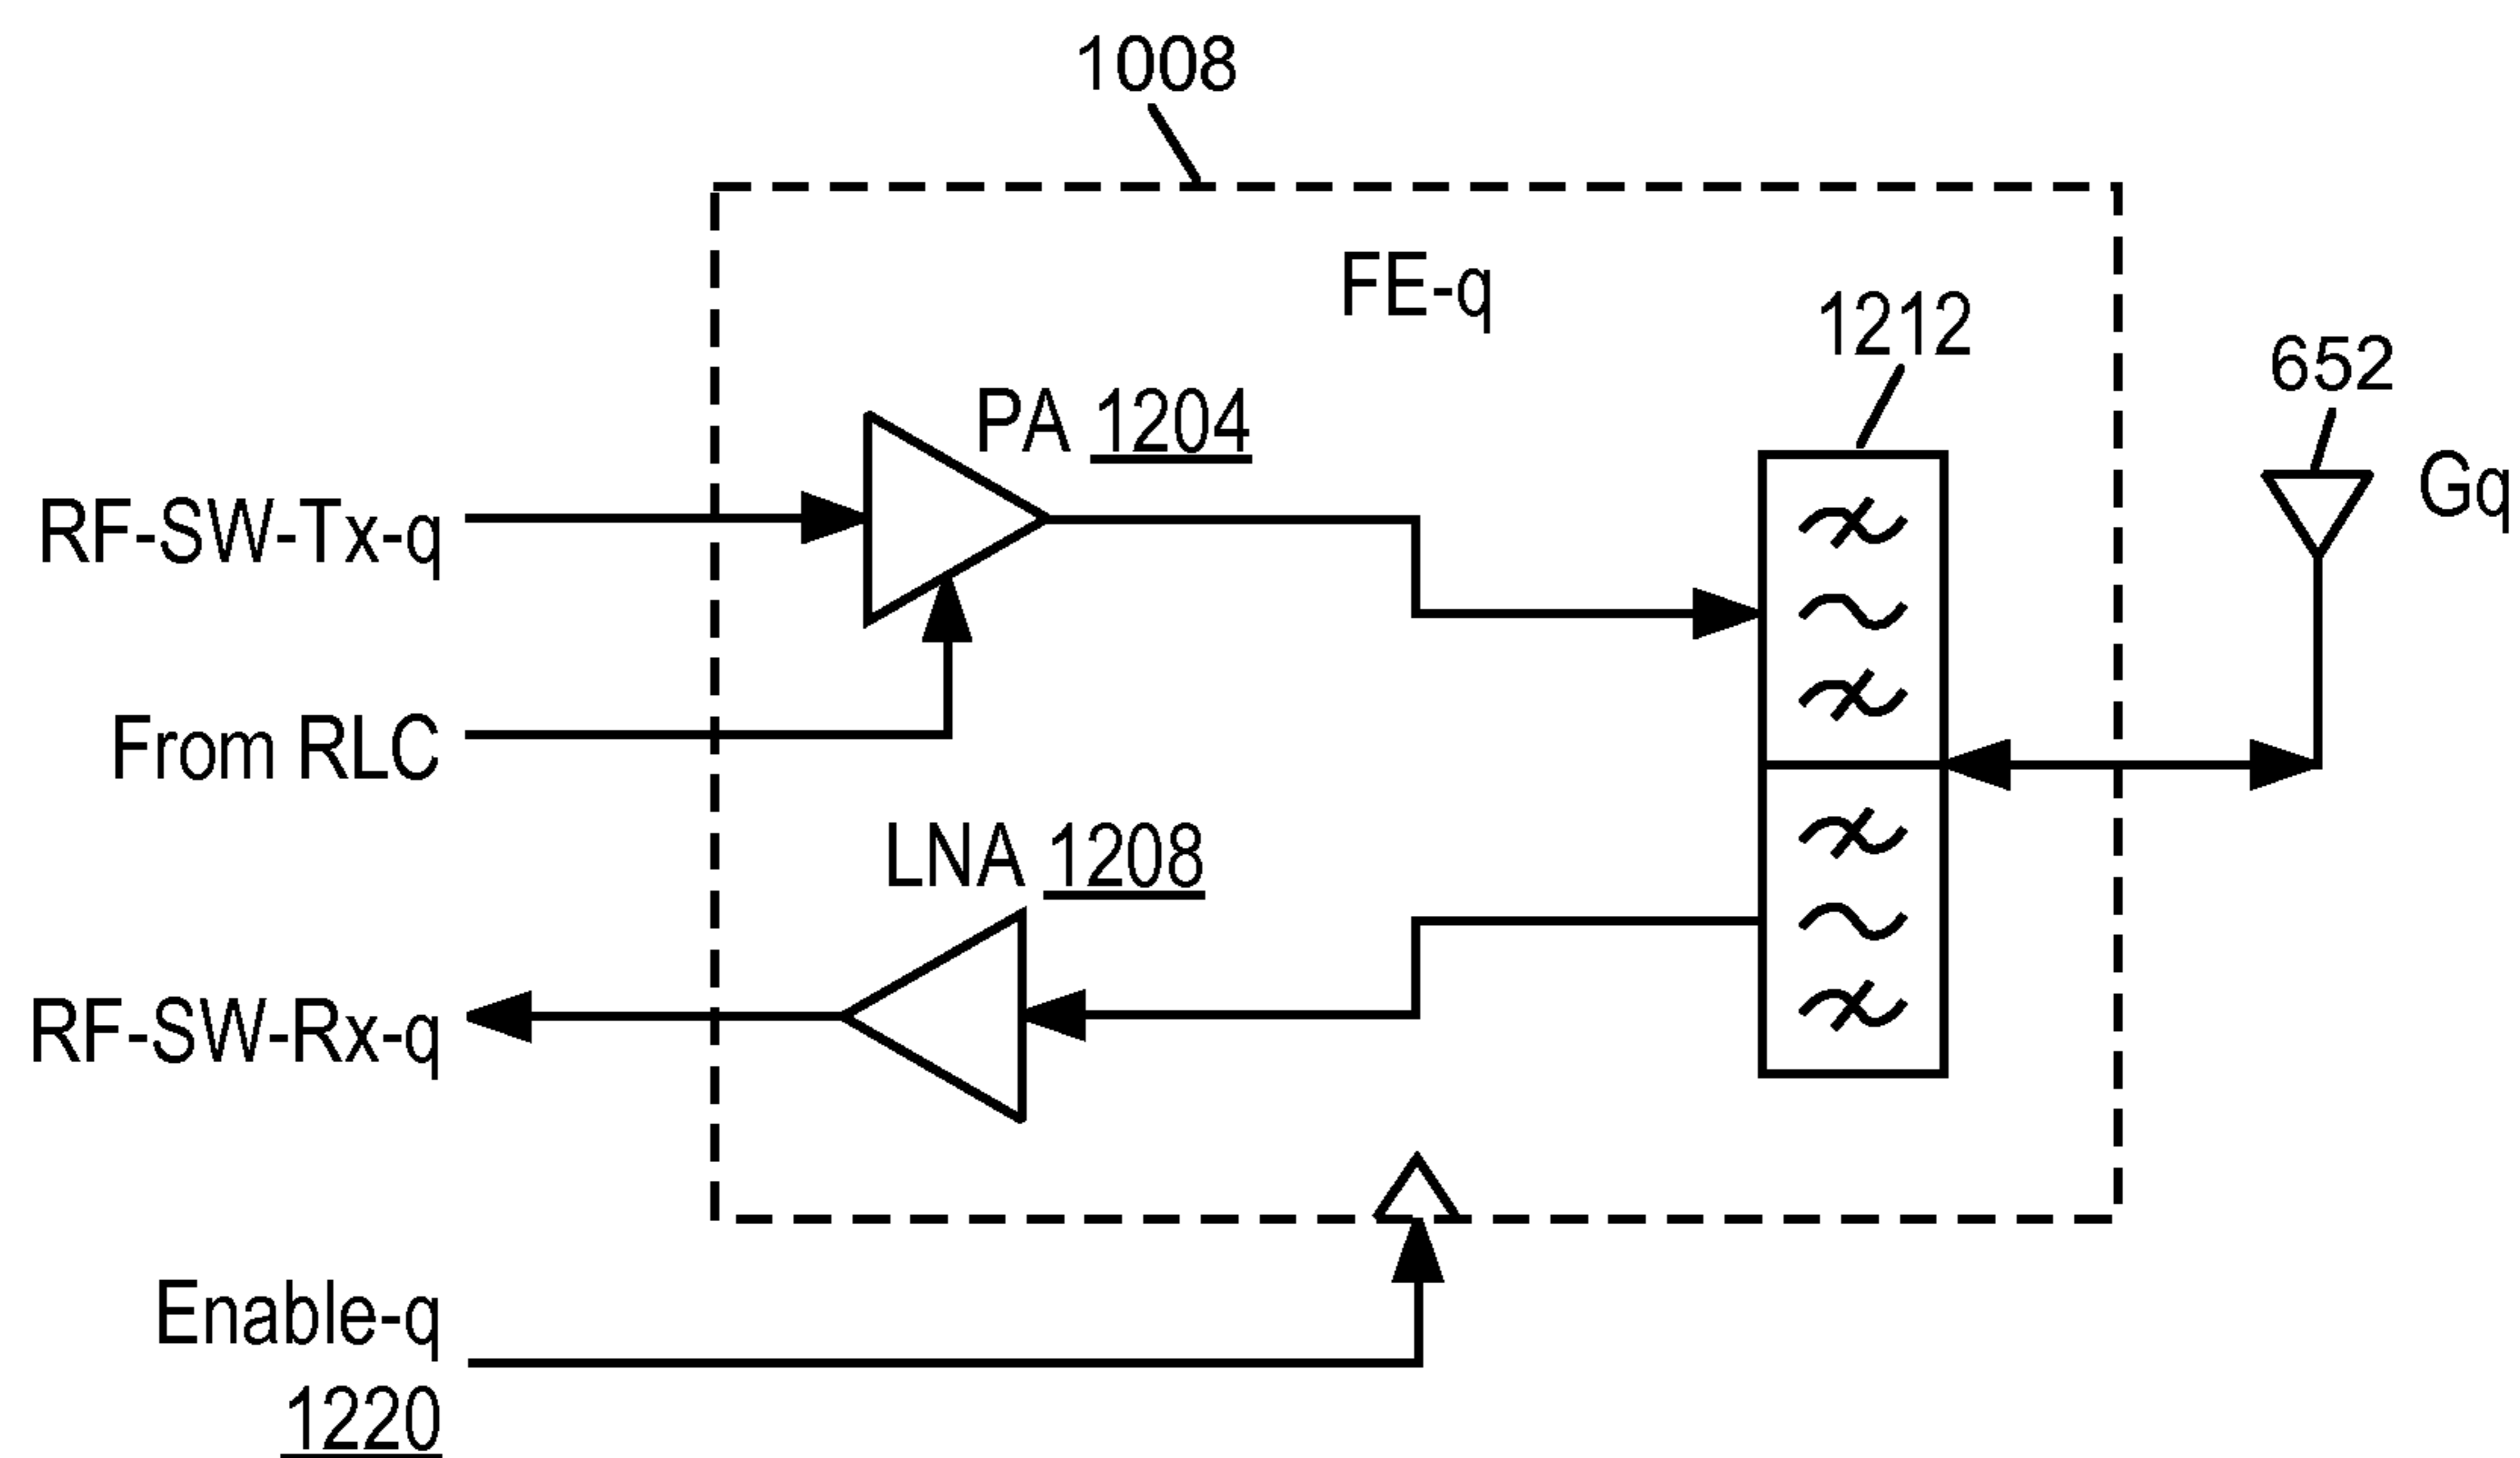 1008
FE-q
1212
652
Gq
PA 1204
RF-SW-Tx-q
From RLC
LNA 1208
RF-SW-Rx-q
Enable-q
1220